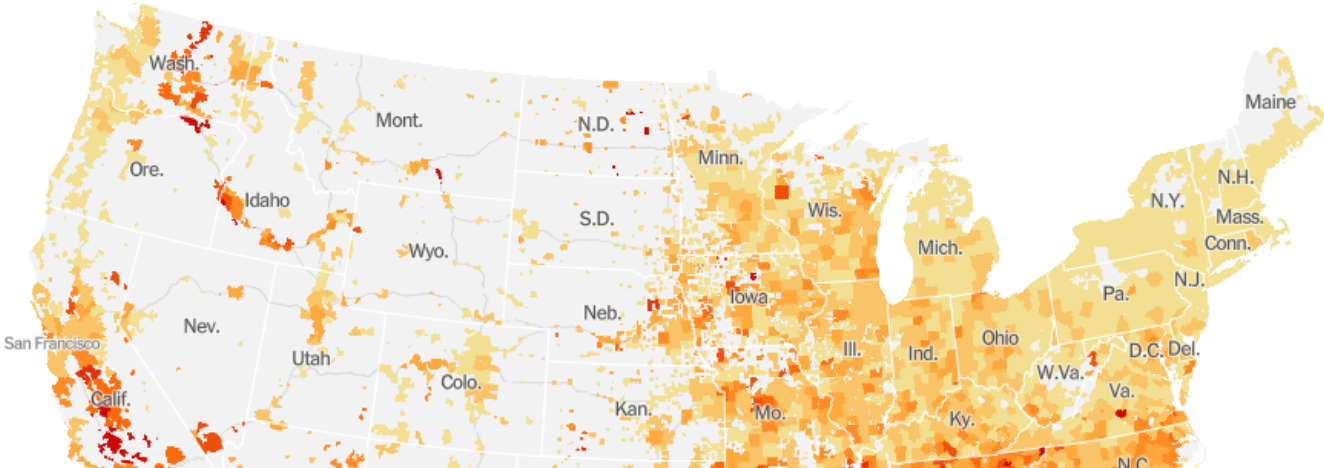 Wash.
Maine
Mont.
N.D.
Minn.
Ore.
N.H.
Idaho
N.Y.
Wis.
S.D.
Mass.
Mich.
Conn.
Wyo.
N.J.
Iowa
Pa.
Neb.
Nev.
Ohio
San Francisco
Ill.
Ind.
D.C.
Del.
Utah
W.Va.
Colo.
Va.
Calif.
Kan.
Mo.
Ky.
N.C.